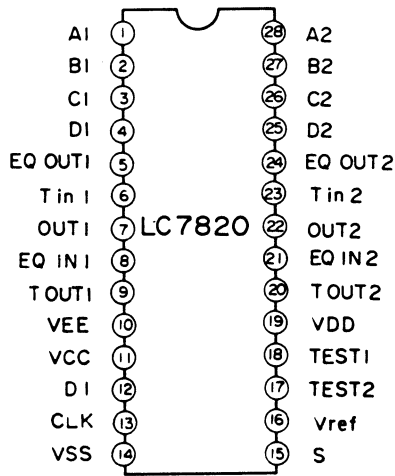 A1 1 28 A2
B1 2 27 B2
C1 3 26 C2
D1 4 25 D2
EQ OUT1 5 24 EQ OUT2
Tin 1 6 23 Tin 2
OUT1 7 LC7820 22 OUT2
EQ IN1 8 21 EQ IN2
TOUT1 9 20 TOUT2
VEE 10 19 VDD
VCC 11 18 TEST1
DI 12 17 TEST2
CLK 13 16 Vref
VSS 14 15 S